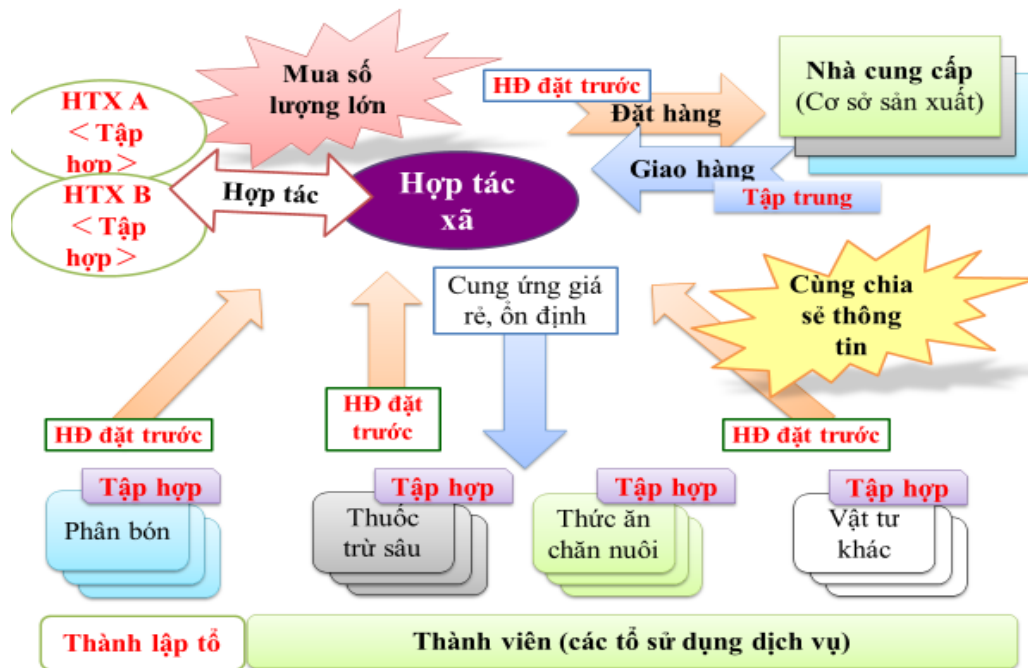 HTX A
< Tập
hợp >
HTX B
< Tập
hợp >
Mua số
lượng lớn
HĐ đặt trước
Đặt hàng
Nhà cung cấp
(Cơ sở sản xuất)
Giao hàng
Tập trung
Hợp tác
Hợp tác
xã
Cung ứng giá
rẻ, ổn định
Cùng chia
sẻ thông
tin
HĐ đặt trước
HĐ đặt
trước
HĐ đặt trước
Tập hợp
Phân bón
Tập hợp
Thuốc
trừ sâu
Tập hợp
Thức ăn
chăn nuôi
Tập hợp
Vật tư
khác
Thành lập tổ
Thành viên (các tổ sử dụng dịch vụ)